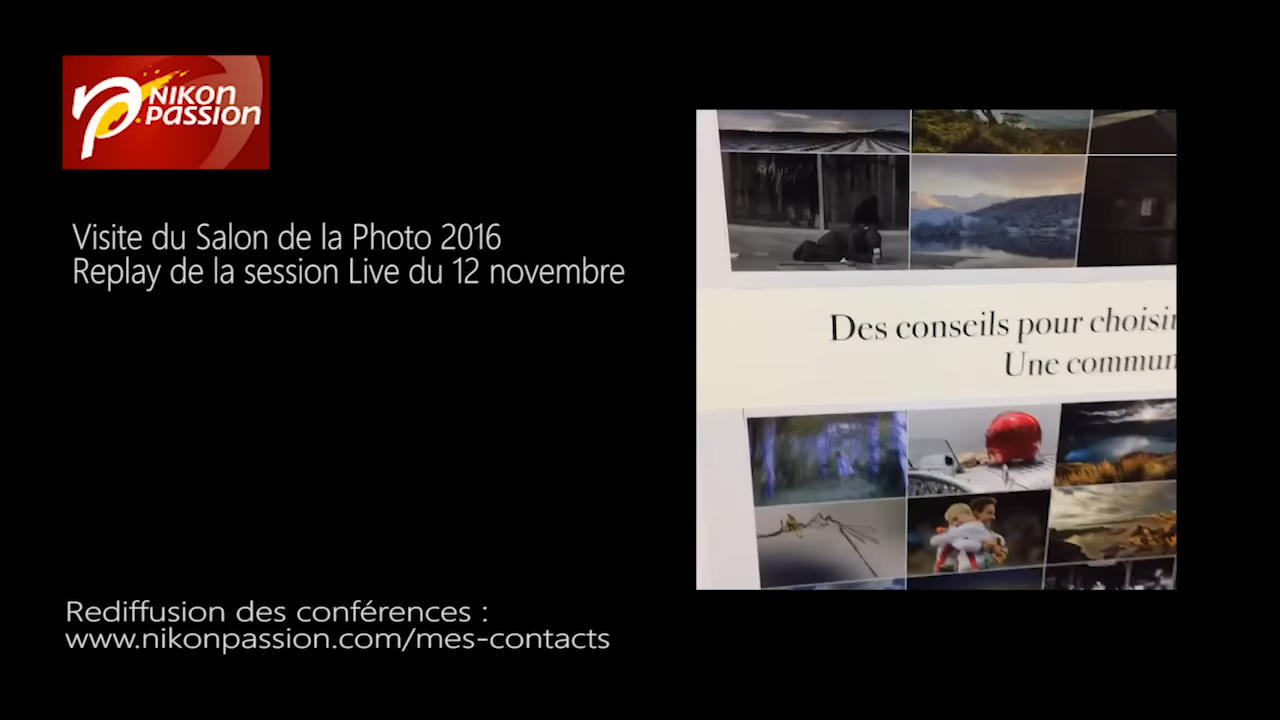 NIKON
PASSION
Visite du Salon de la Photo 2016
Replay de la session Live du 12 novembre
Des conseils pour choisir
Une commun
Rediffusion des conférences :
www.nikonpassion.com/mes-contacts